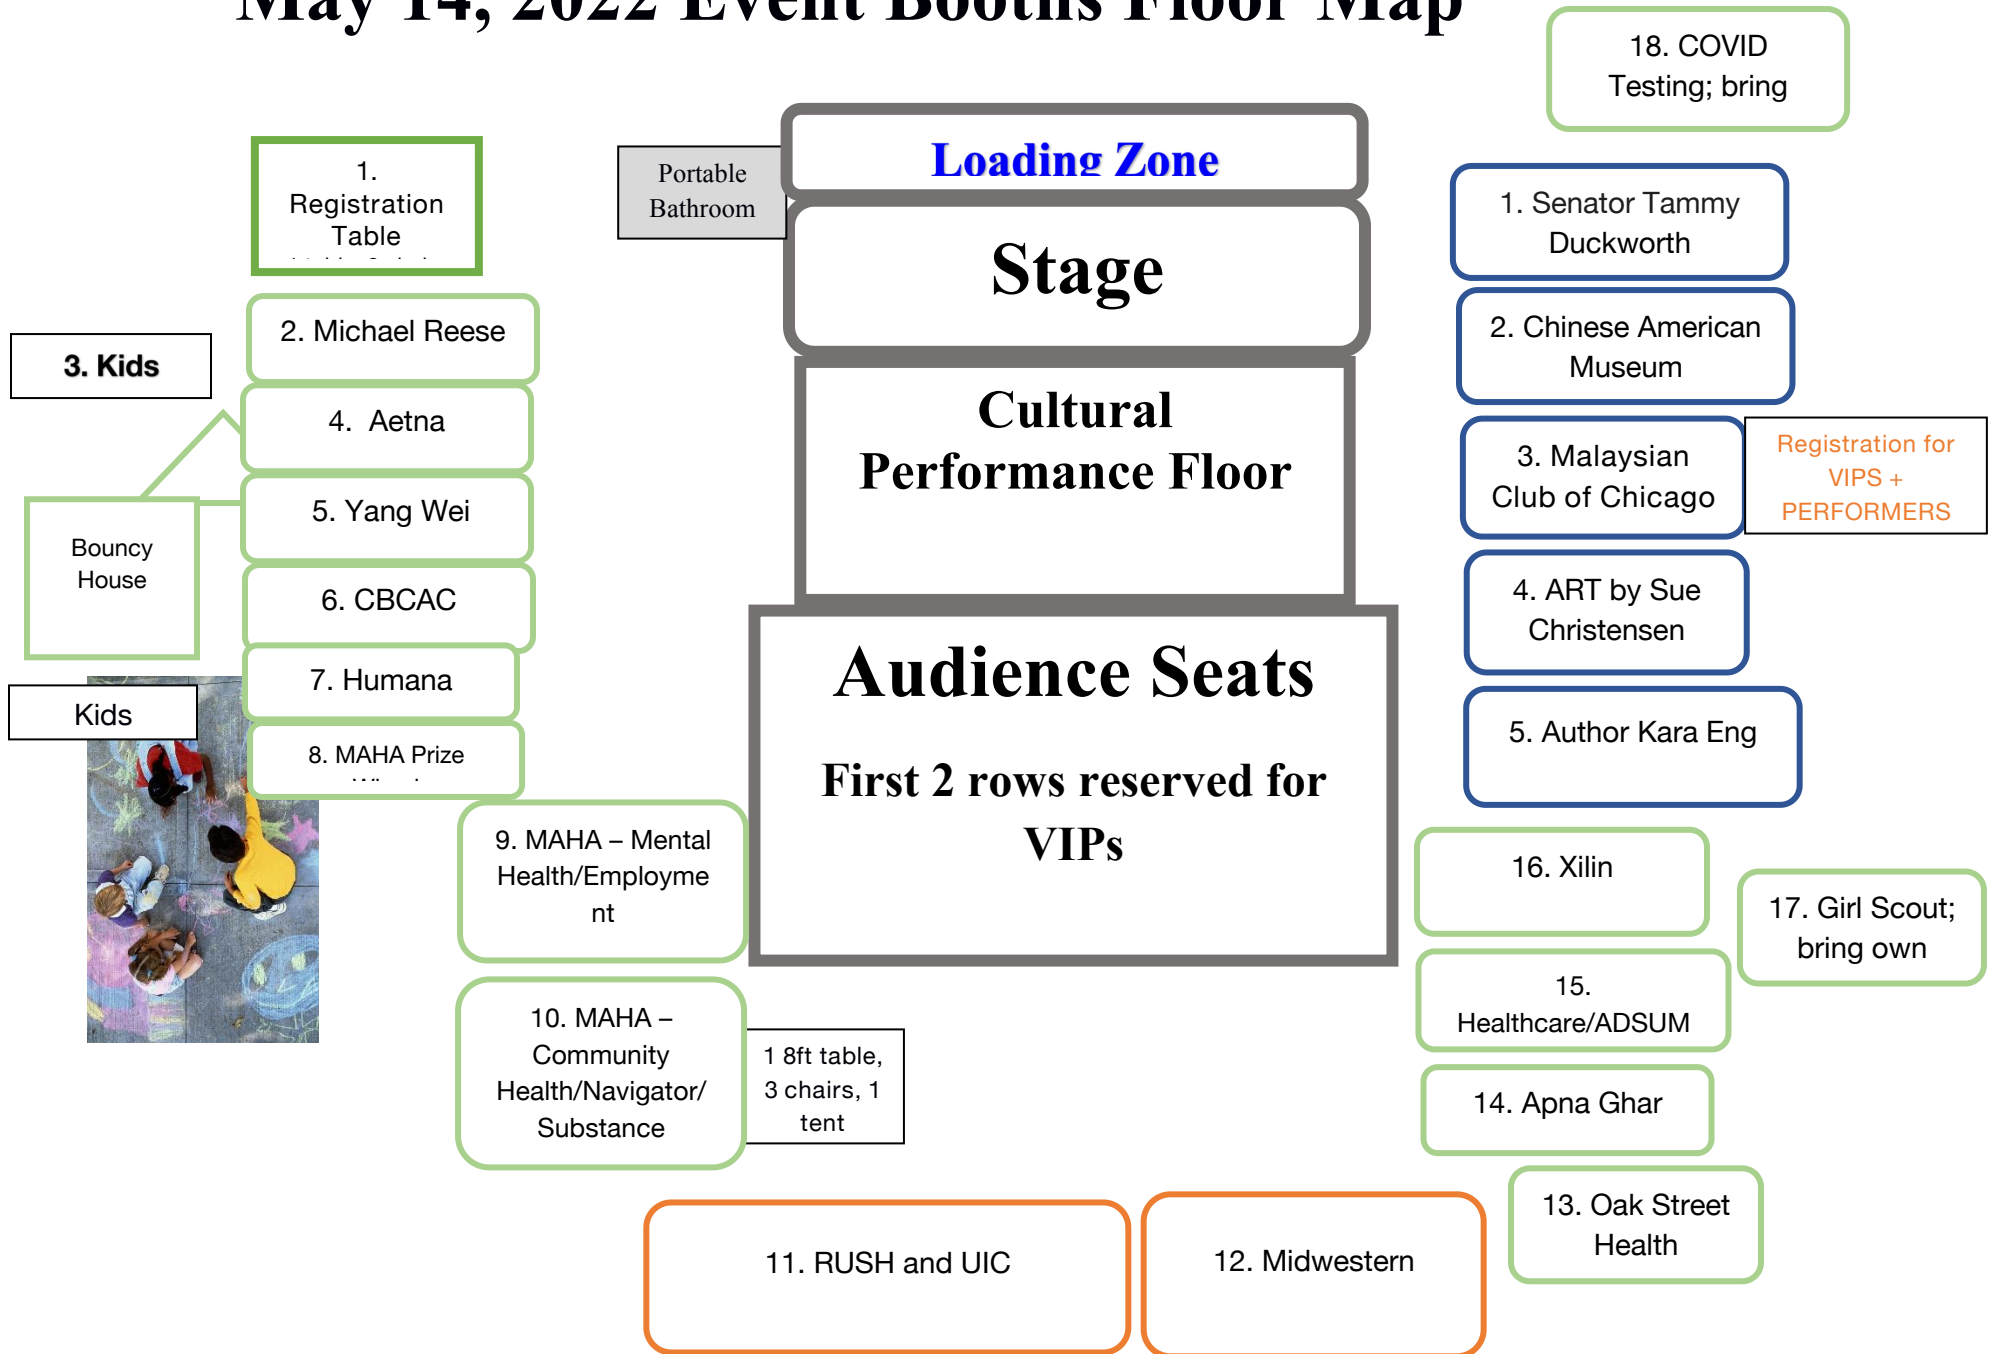 May 14, 2022 Event Booths Floor Map
18. COVID
Testing; bring
Loading Zone
Portable
Bathroom
1.
Registration
Table
Stage
1. Senator Tammy
Duckworth
2. Michael Reese
2. Chinese American
Museum
3. Kids
4. Aetna
Cultural
Performance Floor
3. Malaysian
Club of Chicago
Registration for
VIPS +
PERFORMERS
5. Yang Wei
Bouncy
House
6. CBCAC
4. ART by Sue
Christensen
7. Humana
Kids
Audience Seats
First 2 rows reserved for
VIPs
5. Author Kara Eng
8. MAHA Prize
9. MAHA – Mental
Health/Employme
nt
16. Xilin
17. Girl Scout;
bring own
10. MAHA –
Community
Health/Navigator/
Substance
1 8ft table,
3 chairs, 1
tent
15.
Healthcare/ADSUM
14. Apna Ghar
13. Oak Street
Health
11. RUSH and UIC
12. Midwestern